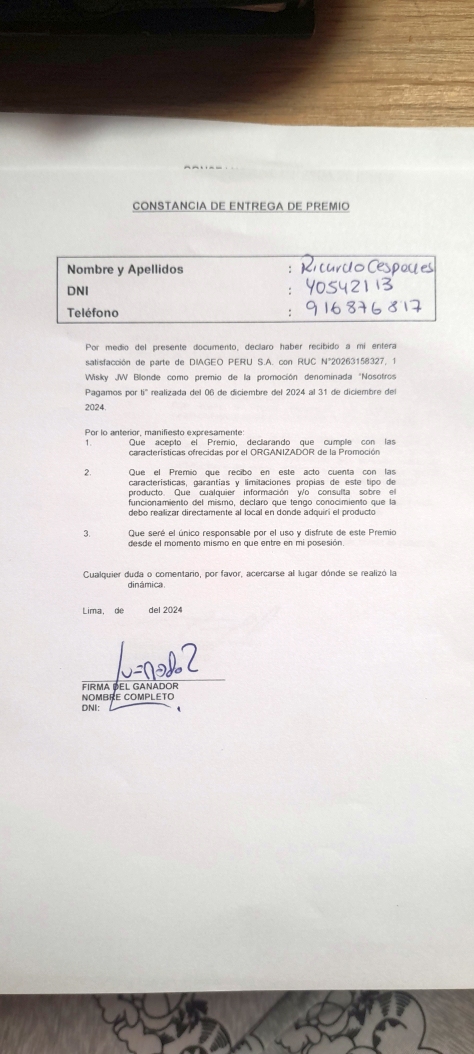 CONSTANCIA DE ENTREGA DE PREMIO
Nombre y Apellidos : Ricardo Cespedes
DNI : 40542113
Teléfono : 916876817
Por medio del presente documento, declaro haber recibido a mi entera
satisfacción de parte de DIAGEO PERU S.A. con RUC N°20263158327, 1
Wisky JW Blonde como premio de la promoción denominada "Nosotros
Pagamos por ti" realizada del 06 de diciembre del 2024 al 31 de diciembre del
2024.
Por lo anterior, manifiesto expresamente:
1. Que acepto el Premio, declarando que cumple con las
características ofrecidas por el ORGANIZADOR de la Promoción
2. Que el Premio que recibo en este acto cuenta con las
características, garantías y limitaciones propias de este tipo de
producto. Que cualquier información y/o consulta sobre el
funcionamiento del mismo, declaro que tengo conocimiento que la
debo realizar directamente al local en donde adquirí el producto
3. Que seré el único responsable por el uso y disfrute de este Premio
desde el momento mismo en que entre en mi posesión.
Cualquier duda o comentario, por favor, acercarse al lugar dónde se realizó la
dinámica.
Lima, de del 2024
FIRMA DEL GANADOR
NOMBRE COMPLETO
DNI: